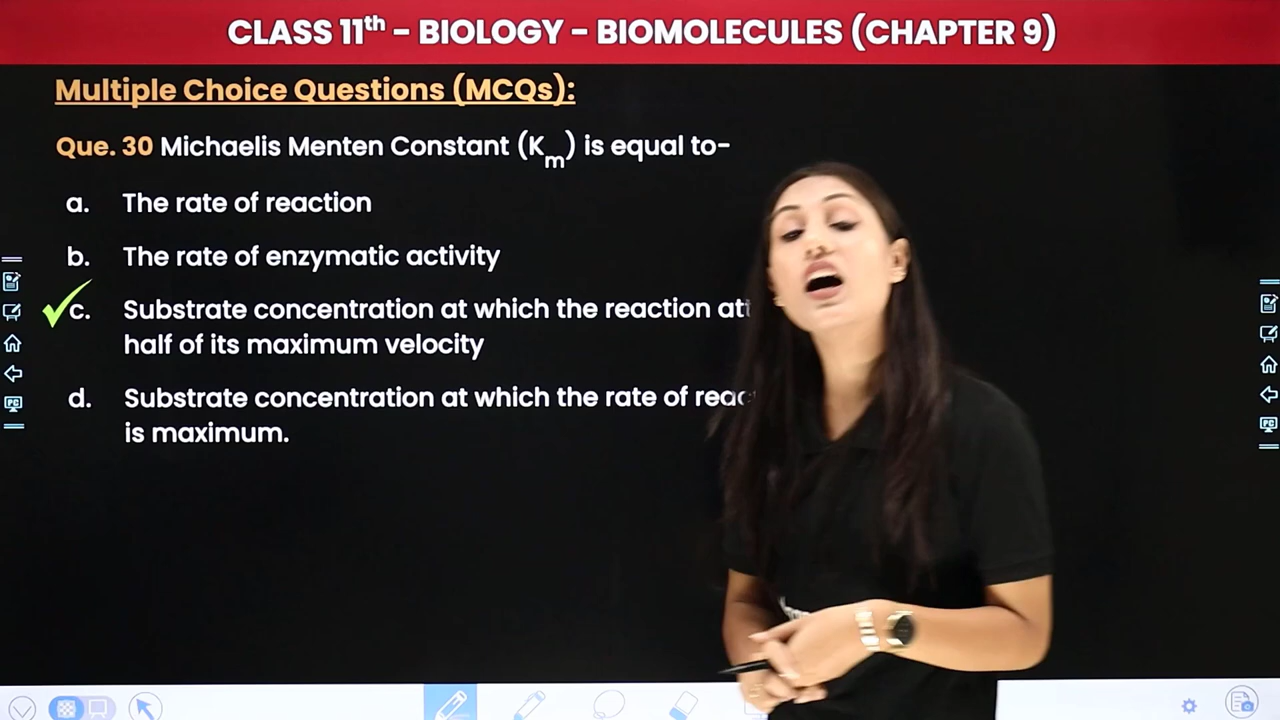 CLASS 11th - BIOLOGY - BIOMOLECULES (CHAPTER 9)
Multiple Choice Questions (MCQs):
Que. 30 Michaelis Menten Constant (Km) is equal to-
a. The rate of reaction
b. The rate of enzymatic activity
c. Substrate concentration at which the reaction
half of its maximum velocity
d. Substrate concentration at which the rate of
is maximum.
PC
PC